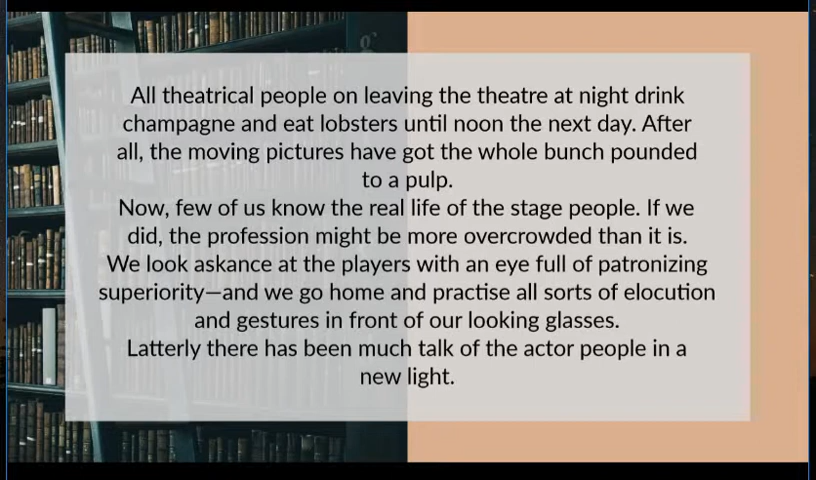 All theatrical people on leaving the theatre at night drink
champagne and eat lobsters until noon the next day. After
all, the moving pictures have got the whole bunch pounded
to a pulp.
Now, few of us know the real life of the stage people. If we
did, the profession might be more overcrowded than it is.
We look askance at the players with an eye full of patronizing
superiority—and we go home and practise all sorts of elocution
and gestures in front of our looking glasses.
Latterly there has been much talk of the actor people in a
new light.